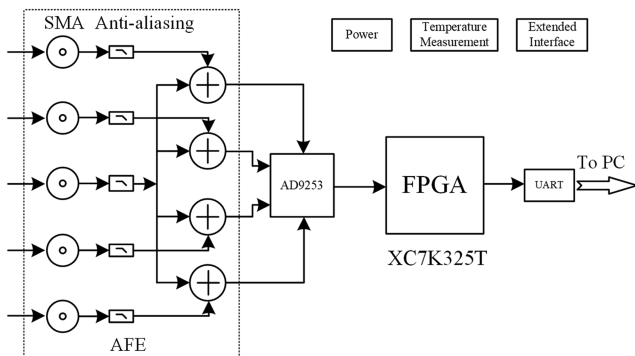 SMA Anti-aliasing
Power
Temperature
Measurement
Extended
Interface
AD9253
FPGA
XC7K325T
UART
To PC
AFE